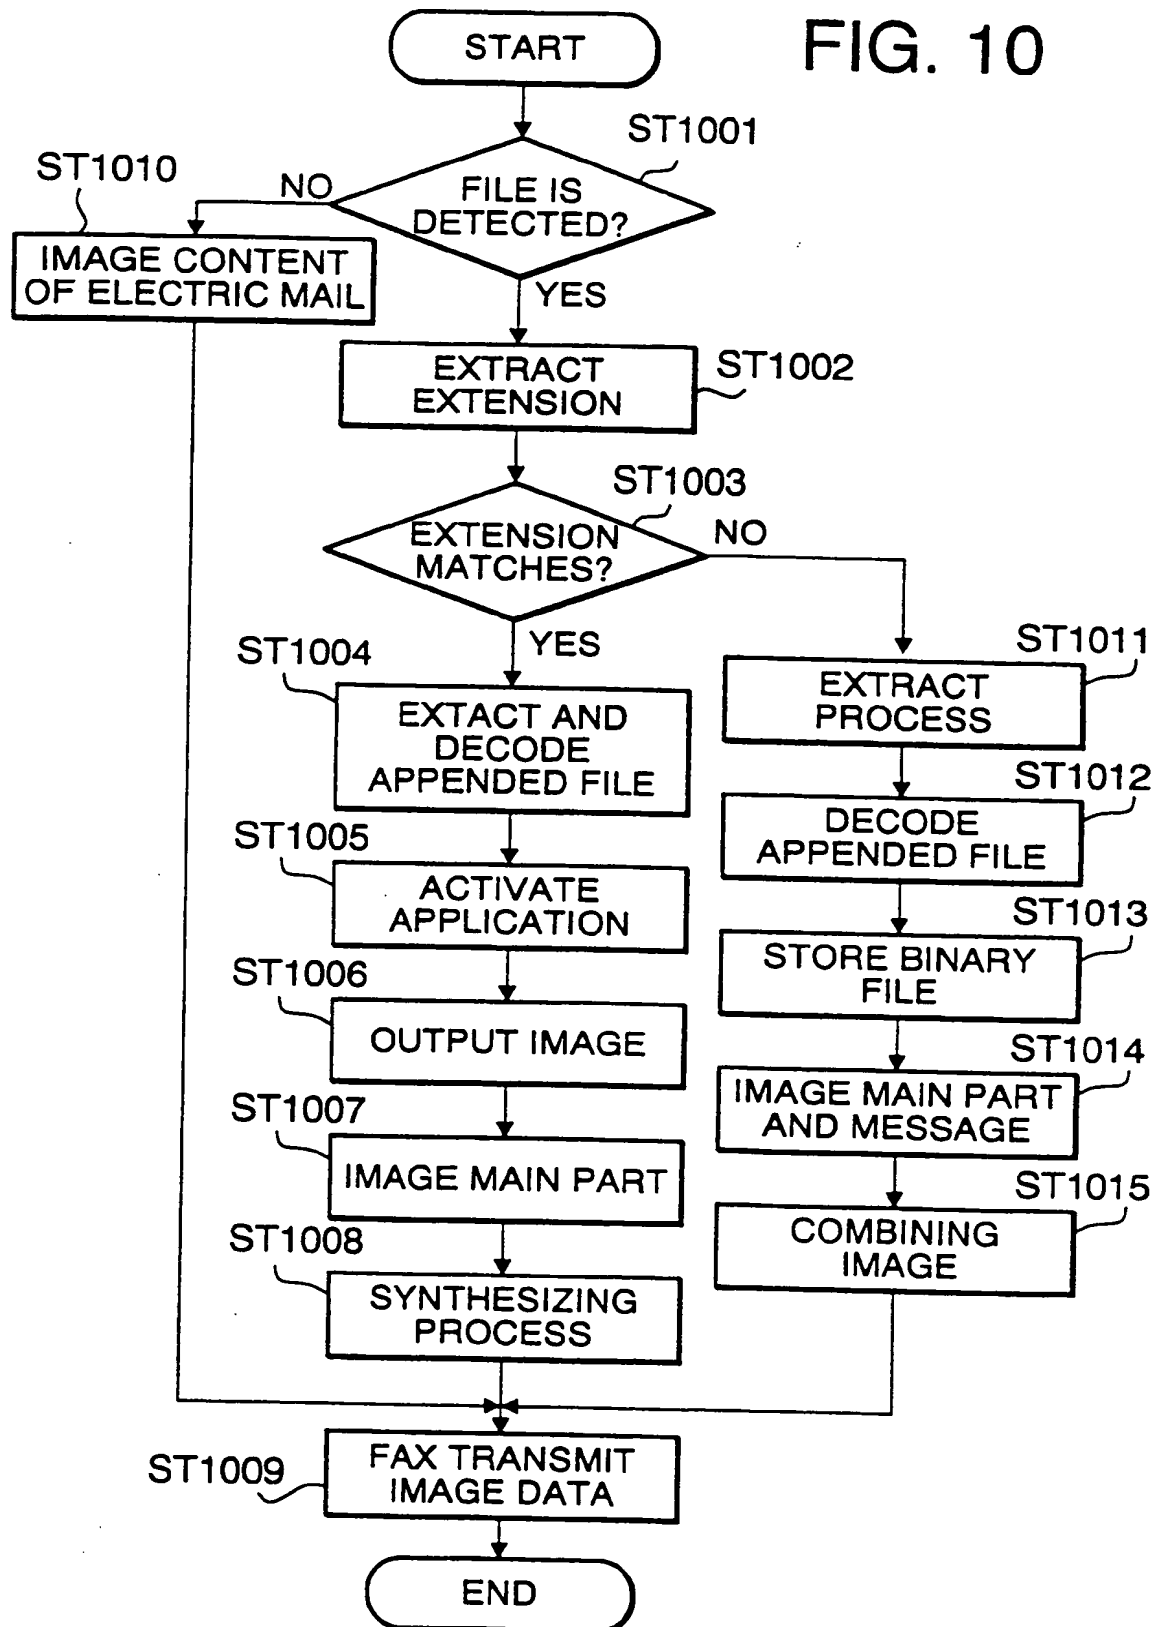 FIG. 10
START
ST1001
FILE IS
DETECTED?
NO
ST1010
IMAGE CONTENT
OF ELECTRIC MAIL
YES
EXTRACT
EXTENSION
ST1002
ST1003
EXTENSION
MATCHES?
NO
YES
ST1004
EXTACT AND
DECODE
APPENDED FILE
ST1005
ACTIVATE
APPLICATION
ST1006
OUTPUT IMAGE
ST1007
IMAGE MAIN PART
ST1008
SYNTHESIZING
PROCESS
ST1011
EXTRACT
PROCESS
ST1012
DECODE
APPENDED FILE
ST1013
STORE BINARY
FILE
ST1014
IMAGE MAIN PART
AND MESSAGE
ST1015
COMBINING
IMAGE
ST1009
FAX TRANSMIT
IMAGE DATA
END